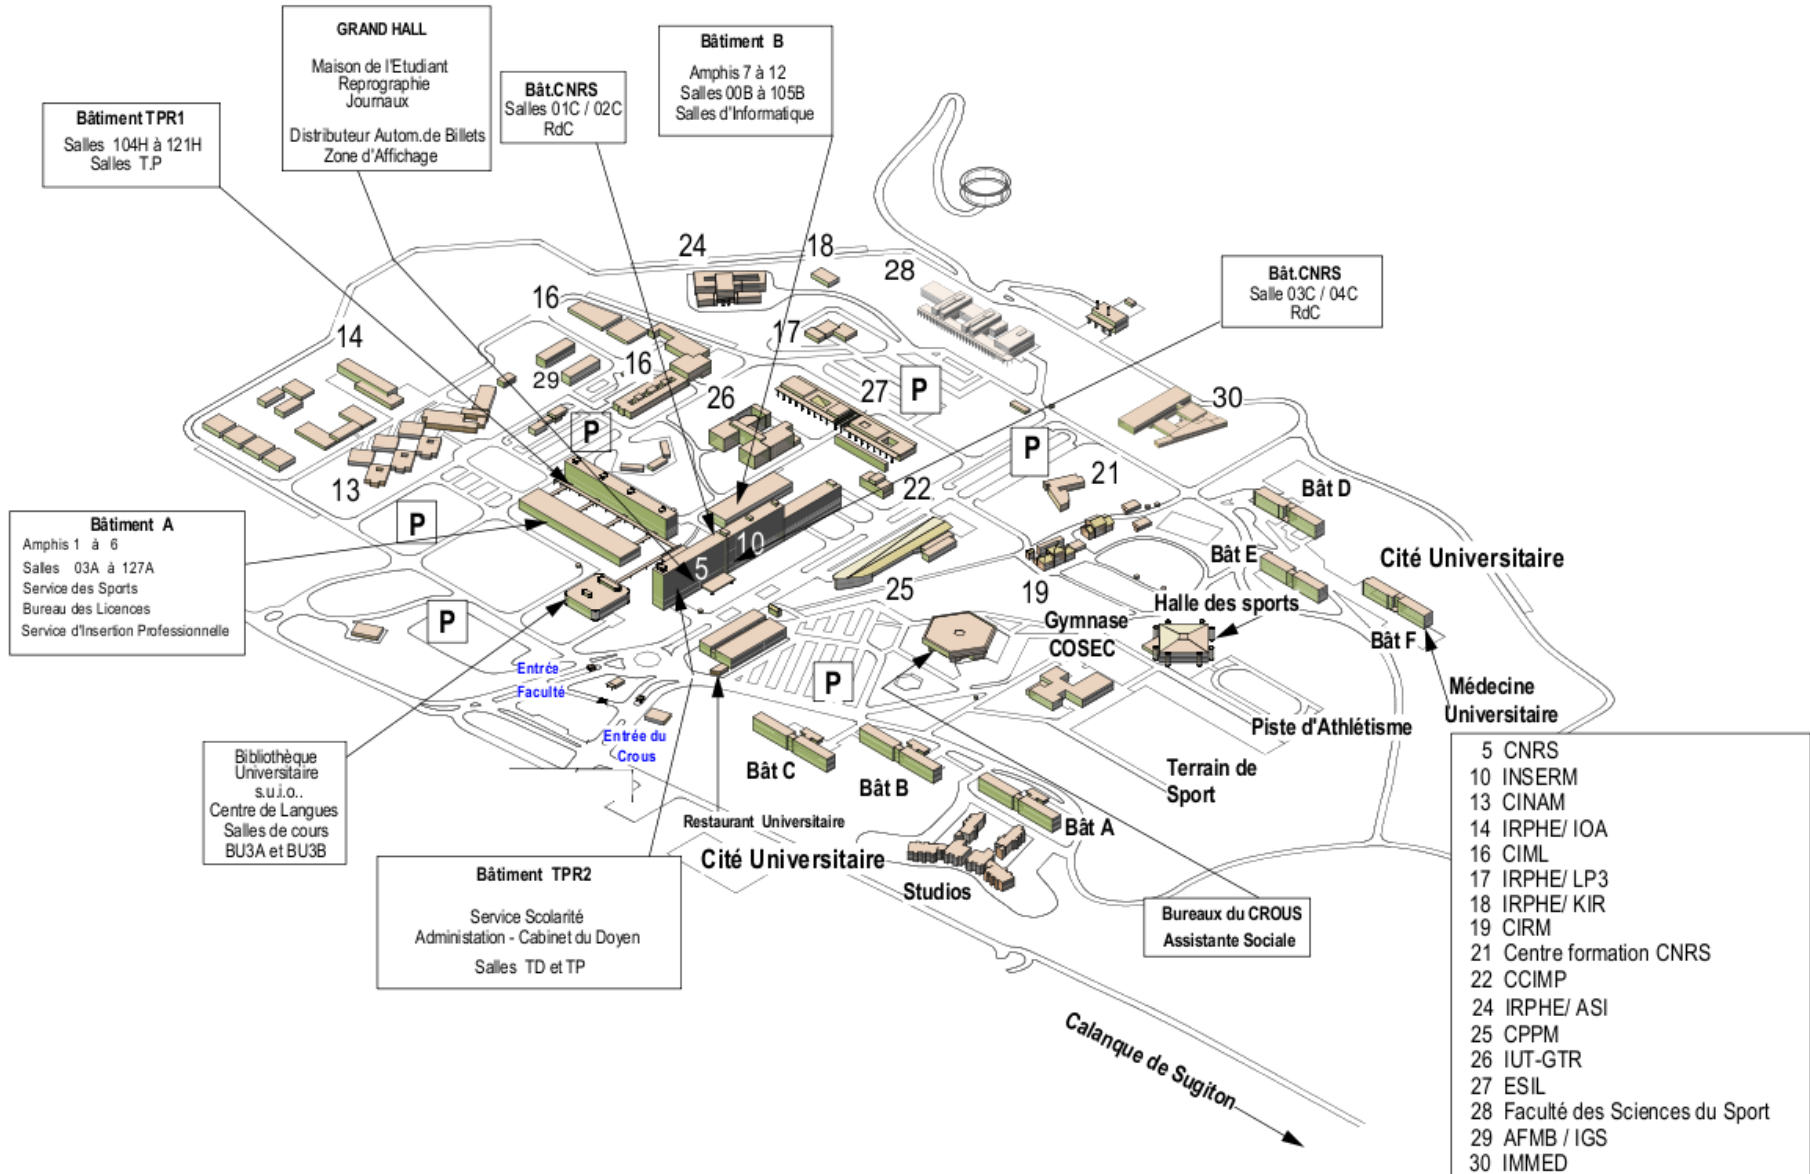 GRAND HALL
Maison de l'Etudiant
Reprographie
Journaux
Distributeur Autom.de Billets
Zone d'Affichage
Bâtiment B
Amphis 7 à 12
Salles 00B à 105B
Salles d'Informatique
Bât.CNRS
Salles 01C / 02C
RdC
Bâtiment TPR1
Salles 104H à 121H
Salles T.P
Bât.CNRS
Salle 03C / 04C
RdC
24
18
28
16
17
14
16
29
26
27
P
30
P
P
21
13
22
Bât D
P
10
5
Bât E
Cité Universitaire
25
19
Halle des sports
Gymnase
COSEC
Bât F
Bâtiment A
Amphis 1 à 6
Salles 03A à 127A
Service des Sports
Bureau des Licences
Service d'Insertion Professionnelle
P
Entrée
Faculté
P
Médecine
Universitaire
Piste d'Athlétisme
Entrée du
Crous
Bât C
Bât B
Terrain de
Sport
Bibliothèque
Universitaire
s.u.i.o..
Centre de Langues
Salles de cours
BU3A et BU3B
Restaurant Universitaire
Bât A
Cité Universitaire
Studios
Bâtiment TPR2
Service Scolarité
Administation - Cabinet du Doyen
Salles TD et TP
Bureaux du CROUS
Assistante Sociale
Calanque de Sugiton
5 CNRS
10 INSERM
13 CINAM
14 IRPHE/ IOA
16 CIML
17 IRPHE/ LP3
18 IRPHE/ KIR
19 CIRM
21 Centre formation CNRS
22 CCIMP
24 IRPHE/ ASI
25 CPPM
26 IUT-GTR
27 ESIL
28 Faculté des Sciences du Sport
29 AFMB / IGS
30 IMMED